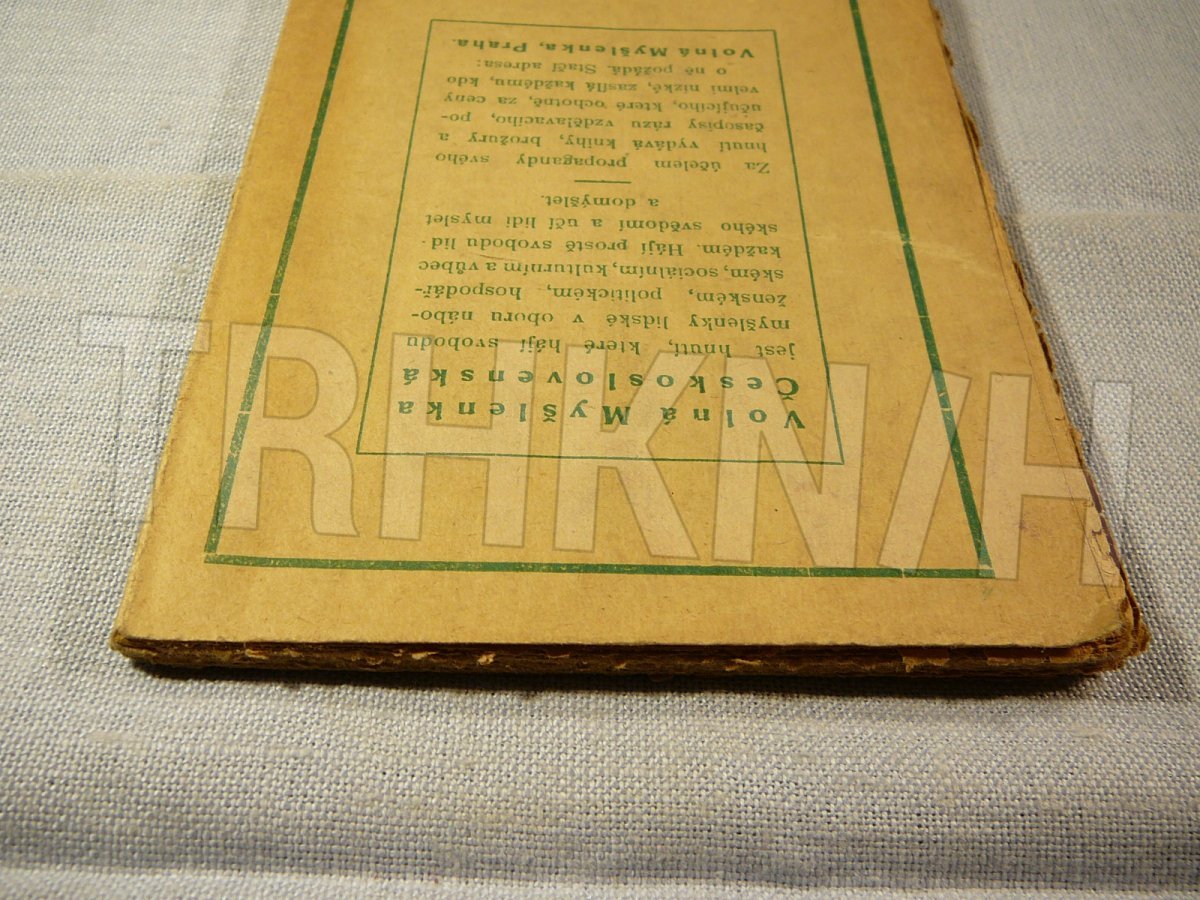 Volná Myšlenka
Československá
jest hnutí, které hájí svobodu
myšlenky lidské v oboru nábo-
ženském, politickém, hospodář-
ském, sociálním, kulturním a vůbec
každém. Hájí prostě svobodu lid-
ského svědomí a učí lidi myslet
a domýšlet.
Za účelem propagandy svého
hnutí vydává knihy, brožury a
časopisy rázu vzdělavacího, po-
učujícího, které ochotně, za ceny
velmi nízké, zasílá každému, kdo
o ně požádá. Stačí adresa:
Volná Myšlenka, Praha.
TRHKNIH